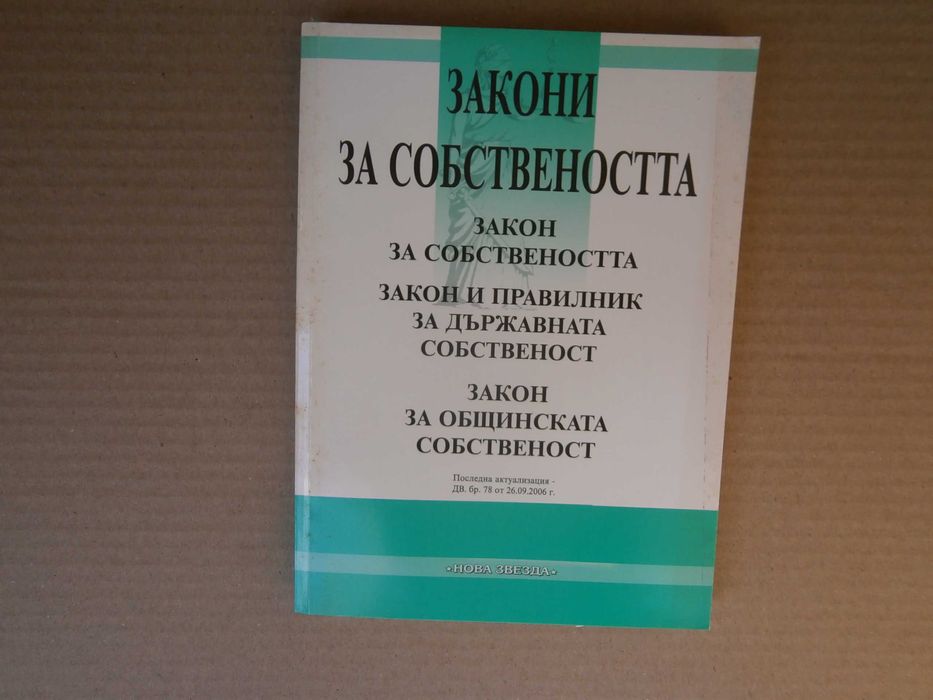 ЗАКОНИ
ЗА СОБСТВЕНОСТТА
ЗАКОН
ЗА СОБСТВЕНОСТТА
ЗАКОН И ПРАВИЛНИК
ЗА ДЪРЖАВНАТА
СОБСТВЕНОСТ
ЗАКОН
ЗА ОБЩИНСКАТА
СОБСТВЕНОСТ
Последна актуализация -
ДВ. бр. 78 от 26.09.2006 г.
*НОВА ЗВЕЗДА*